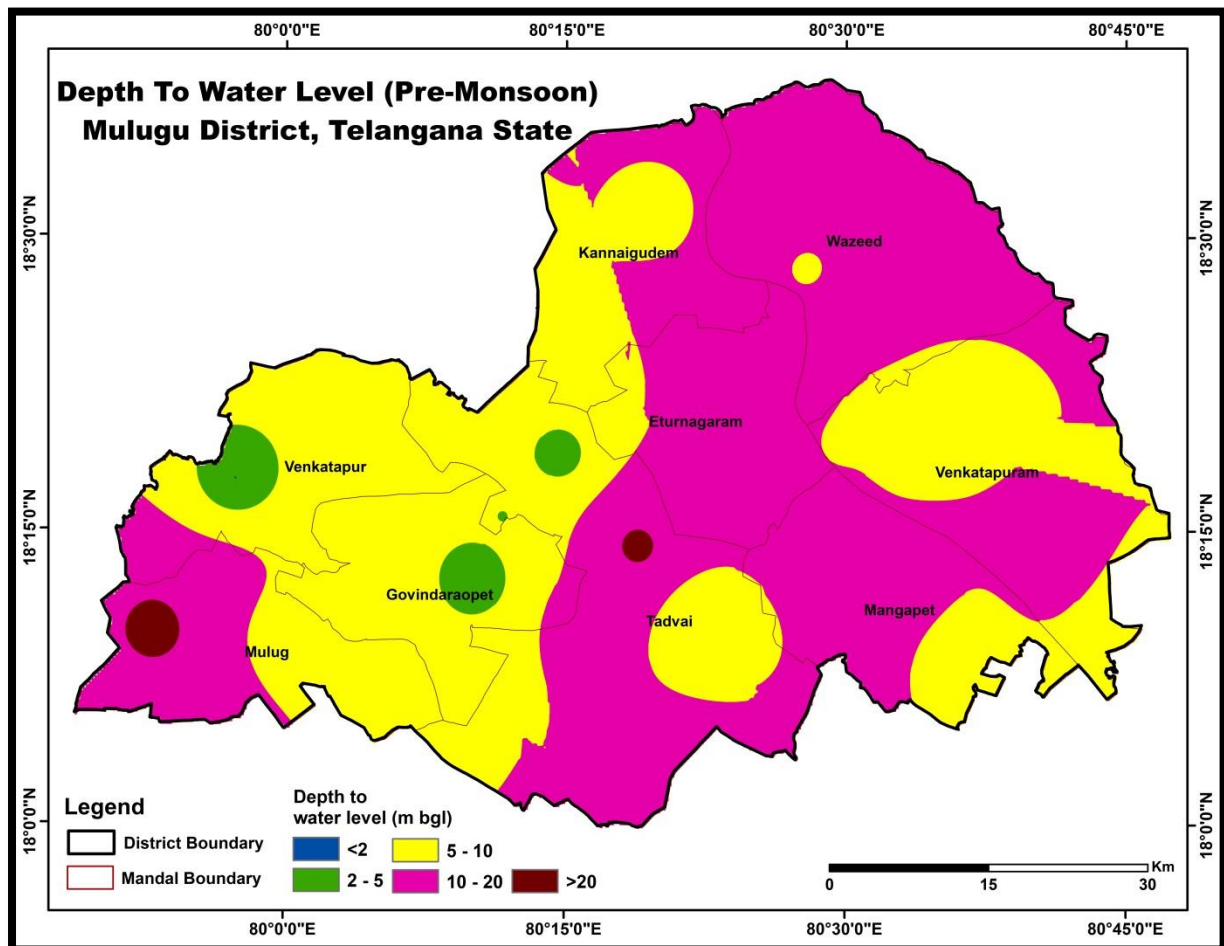 80°0'0"E 80°15'0"E 80°30'0"E 80°45'0"E
Depth To Water Level (Pre-Monsoon)
Mulugu District, Telangana State
18°30'0"N 18°30'0"N
Wazeed
Kannaigudem
Eturnagaram
Venkatapur
Venkatapuram
18°15'0"N 18°15'0"N
Govindaraopet
Mangapet
Tadvai
Mulug
18°0'0"N 18°0'0"N
Legend
District Boundary
Mandal Boundary
Depth to
water level (m bgl)
<2 5 - 10
2 - 5 10 - 20 >20
Km
0 15 30
80°0'0"E 80°15'0"E 80°30'0"E 80°45'0"E